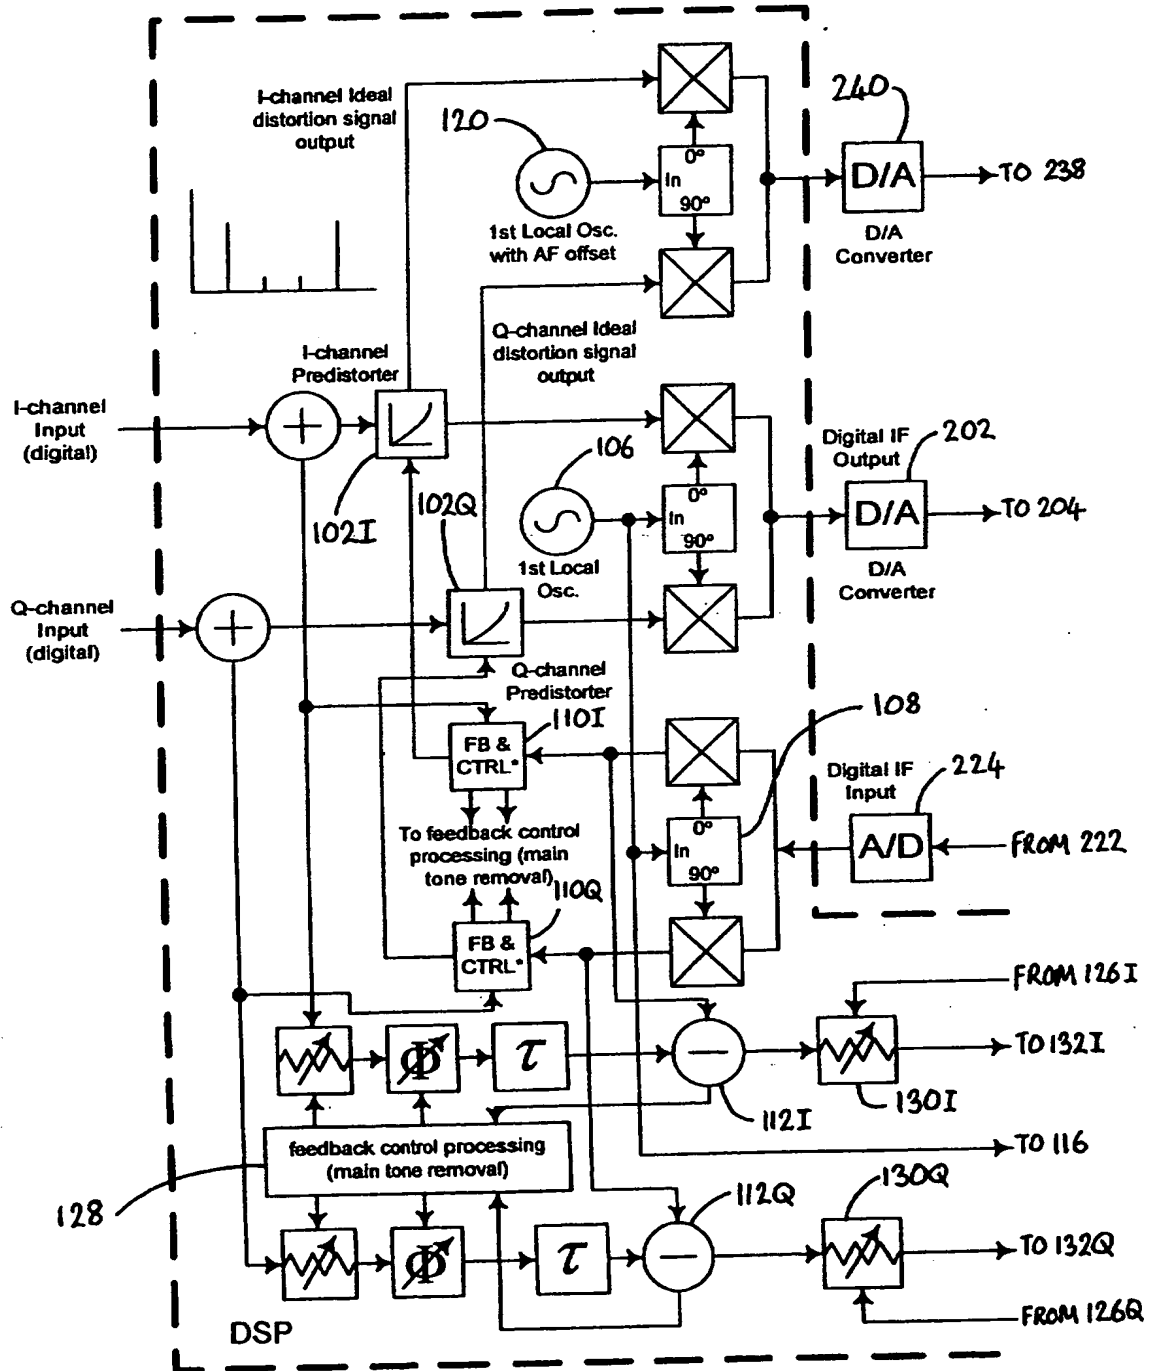 I-channel Ideal
distortion signal
output
120
0°
In
90°
1st Local Osc.
with AF offset
240
D/A
TO 238
D/A
Converter
Q-channel Ideal
distortion signal
output
I-channel
Predistorter
I-channel
Input
(digital)
102I
102Q
106
0°
In
90°
1st Local
Osc.
Digital IF
Output
202
D/A
TO 204
D/A
Converter
Q-channel
Input
(digital)
Q-channel
Predistorter
110I
FB &
CTRL*
108
Digital IF
Input
224
A/D
FROM 222
0°
In
90°
To feedback control
processing (main
tone removal)
110Q
FB &
CTRL*
FROM 126I
Φ
τ
TO 132I
112I
130I
feedback control processing
(main tone removal)
128
TO 116
112Q
130Q
Φ
τ
TO 132Q
FROM 126Q
DSP